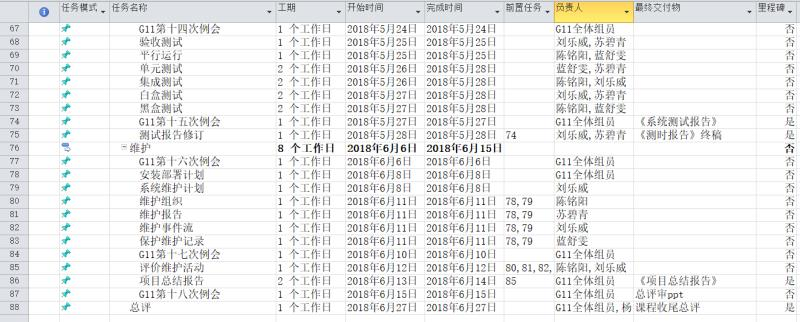 任务模式 任务名称 工期 开始时间 完成时间 前置任务 负责人 最终交付物 里程碑
67 G11第十四次例会 1 个工作日 2018年5月24日 2018年5月24日 G11全体组员 否
68 验收测试 1 个工作日 2018年5月25日 2018年5月25日 刘乐威,苏碧青 否
69 平行运行 1 个工作日 2018年5月25日 2018年5月25日 陈铭阳,蓝舒雯 否
70 单元测试 2 个工作日 2018年5月26日 2018年5月27日 蓝舒雯,苏碧青 否
71 集成测试 2 个工作日 2018年5月27日 2018年5月28日 G11全体组员 否
72 白盒测试 2 个工作日 2018年5月27日 2018年5月28日 刘乐威,苏碧青 否
73 黑盒测试 2 个工作日 2018年5月27日 2018年5月28日 陈铭阳,蓝舒雯 否
74 G11第十五次例会 1 个工作日 2018年5月27日 2018年5月28日 G11全体组员 《系统测试报告》 是
75 测试报告修订 1 个工作日 2018年5月28日 2018年5月28日 74 刘乐威,苏碧青 《测时报告》终稿 是
76 维护 8 个工作日 2018年6月6日 2018年6月15日 否
77 G11第十六次例会 1 个工作日 2018年6月6日 2018年6月6日 G11全体组员 否
78 安装部署计划 1 个工作日 2018年6月8日 2018年6月8日 G11全体组员 否
79 系统维护计划 1 个工作日 2018年6月8日 2018年6月8日 刘乐威 否
80 维护组织 1 个工作日 2018年6月11日 2018年6月11日 78,79 陈铭阳 否
81 维护报告 1 个工作日 2018年6月11日 2018年6月11日 78,79 苏碧青 否
82 维护事件流 1 个工作日 2018年6月11日 2018年6月11日 78,79 刘乐威 否
83 保护维护记录 1 个工作日 2018年6月11日 2018年6月11日 78,79 蓝舒雯 否
84 G11第十七次例会 1 个工作日 2018年6月10日 2018年6月10日 G11全体组员 否
85 评价维护活动 1 个工作日 2018年6月12日 2018年6月12日 80,81,82, 陈铭阳,刘乐威 否
86 项目总结报告 2 个工作日 2018年6月13日 2018年6月14日 85 G11全体组员 《项目总结报告》 是
87 G11第十八次例会 1 个工作日 2018年6月15日 2018年6月15日 G11全体组员 总评审ppt 否
88 总评 1 个工作日 2018年6月27日 2018年6月27日 G11全体组员,杨 课程收尾总评 是